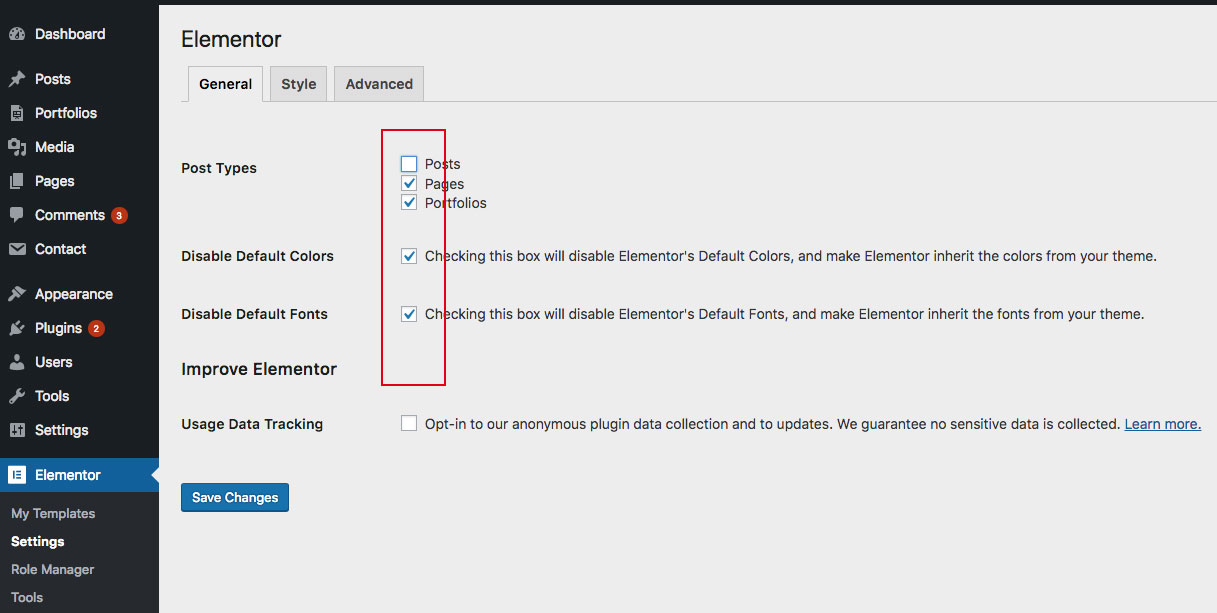 Dashboard
Posts
Portfolios
Media
Pages
Comments 3
Contact
Appearance
Plugins 2
Users
Tools
Settings
Elementor
My Templates
Settings
Role Manager
Tools
Elementor
General Style Advanced
Post Types
Posts
Pages
Portfolios
Disable Default Colors
Checking this box will disable Elementor's Default Colors, and make Elementor inherit the colors from your theme.
Disable Default Fonts
Checking this box will disable Elementor's Default Fonts, and make Elementor inherit the fonts from your theme.
Improve Elementor
Usage Data Tracking
Opt-in to our anonymous plugin data collection and to updates. We guarantee no sensitive data is collected. Learn more.
Save Changes